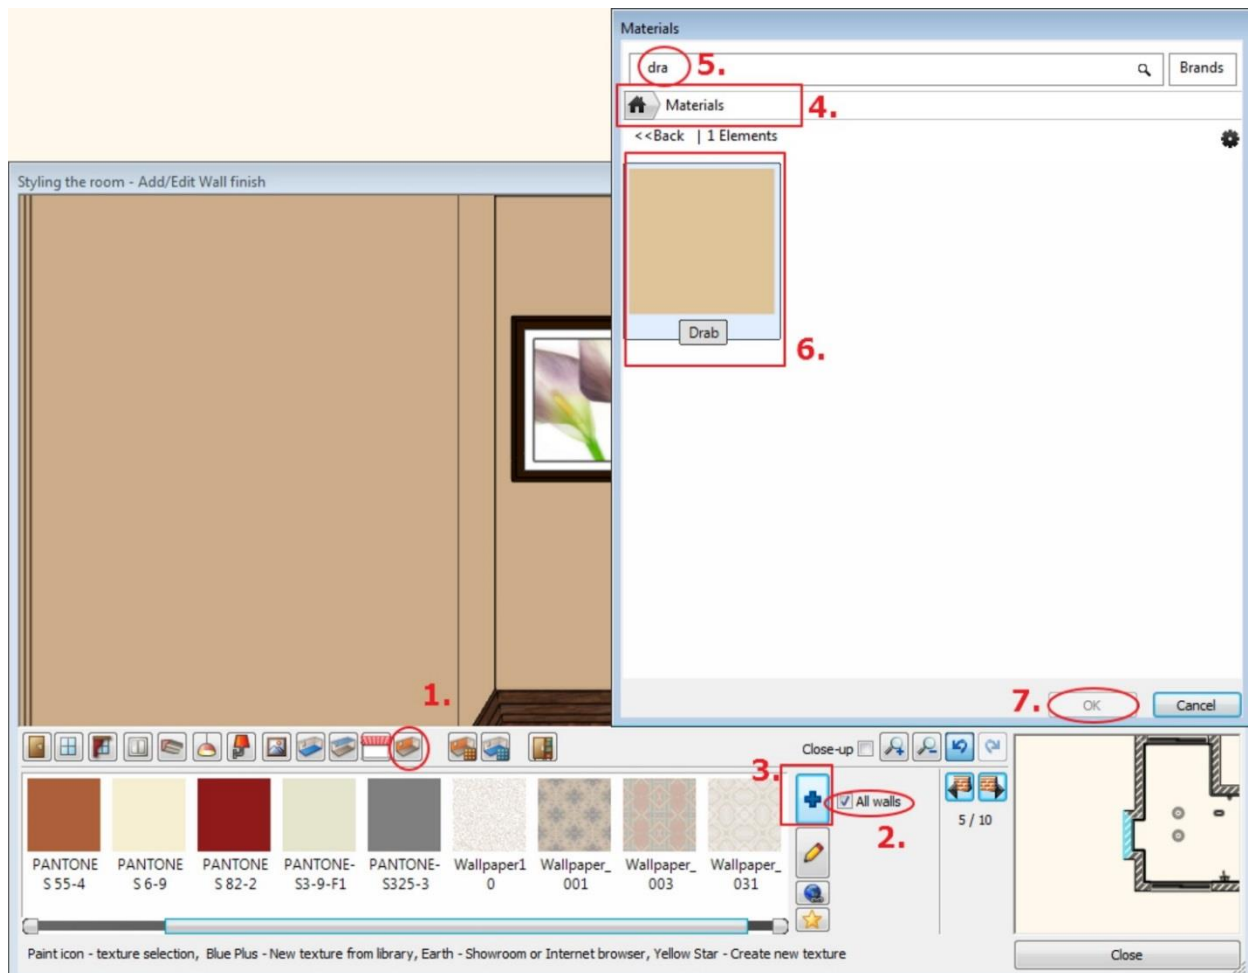 Materials
dra
5.
Brands
Materials
4.
<<Back | 1 Elements
Drab
6.
Styling the room - Add/Edit Wall finish
1.
7.
OK
Cancel
Close-up
3.
All walls
2.
5 / 10
PANTONE
S 55-4
PANTONE
S 6-9
PANTONE
S 82-2
PANTONE-
S3-9-F1
PANTONE-
S325-3
Wallpaper1
0
Wallpaper_
001
Wallpaper_
003
Wallpaper_
031
Paint icon - texture selection, Blue Plus - New texture from library, Earth - Showroom or Internet browser, Yellow Star - Create new texture
Close